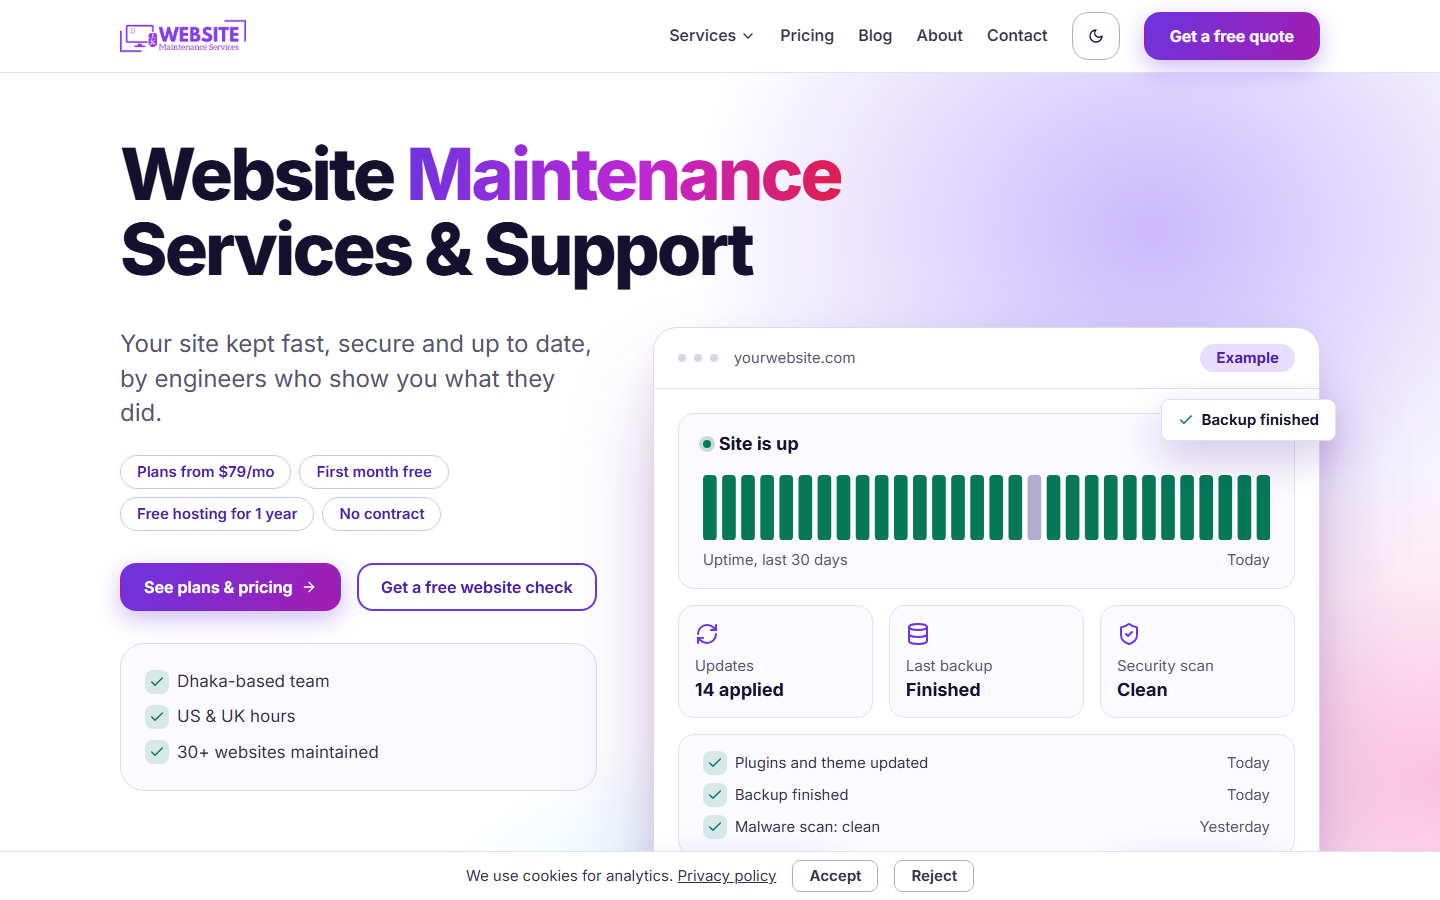 WEBSITE
Maintenance Services
Services
Pricing
Blog
About
Contact
Get a free quote
Website Maintenance
Services & Support
Your site kept fast, secure and up to date,
by engineers who show you what they
did.
Plans from $79/mo
First month free
Free hosting for 1 year
No contract
See plans & pricing
Get a free website check
Dhaka-based team
US & UK hours
30+ websites maintained
yourwebsite.com
Example
Backup finished
Site is up
Uptime, last 30 days
Today
Updates
14 applied
Last backup
Finished
Security scan
Clean
Plugins and theme updated
Today
Backup finished
Today
Malware scan: clean
Yesterday
We use cookies for analytics. Privacy policy
Accept
Reject